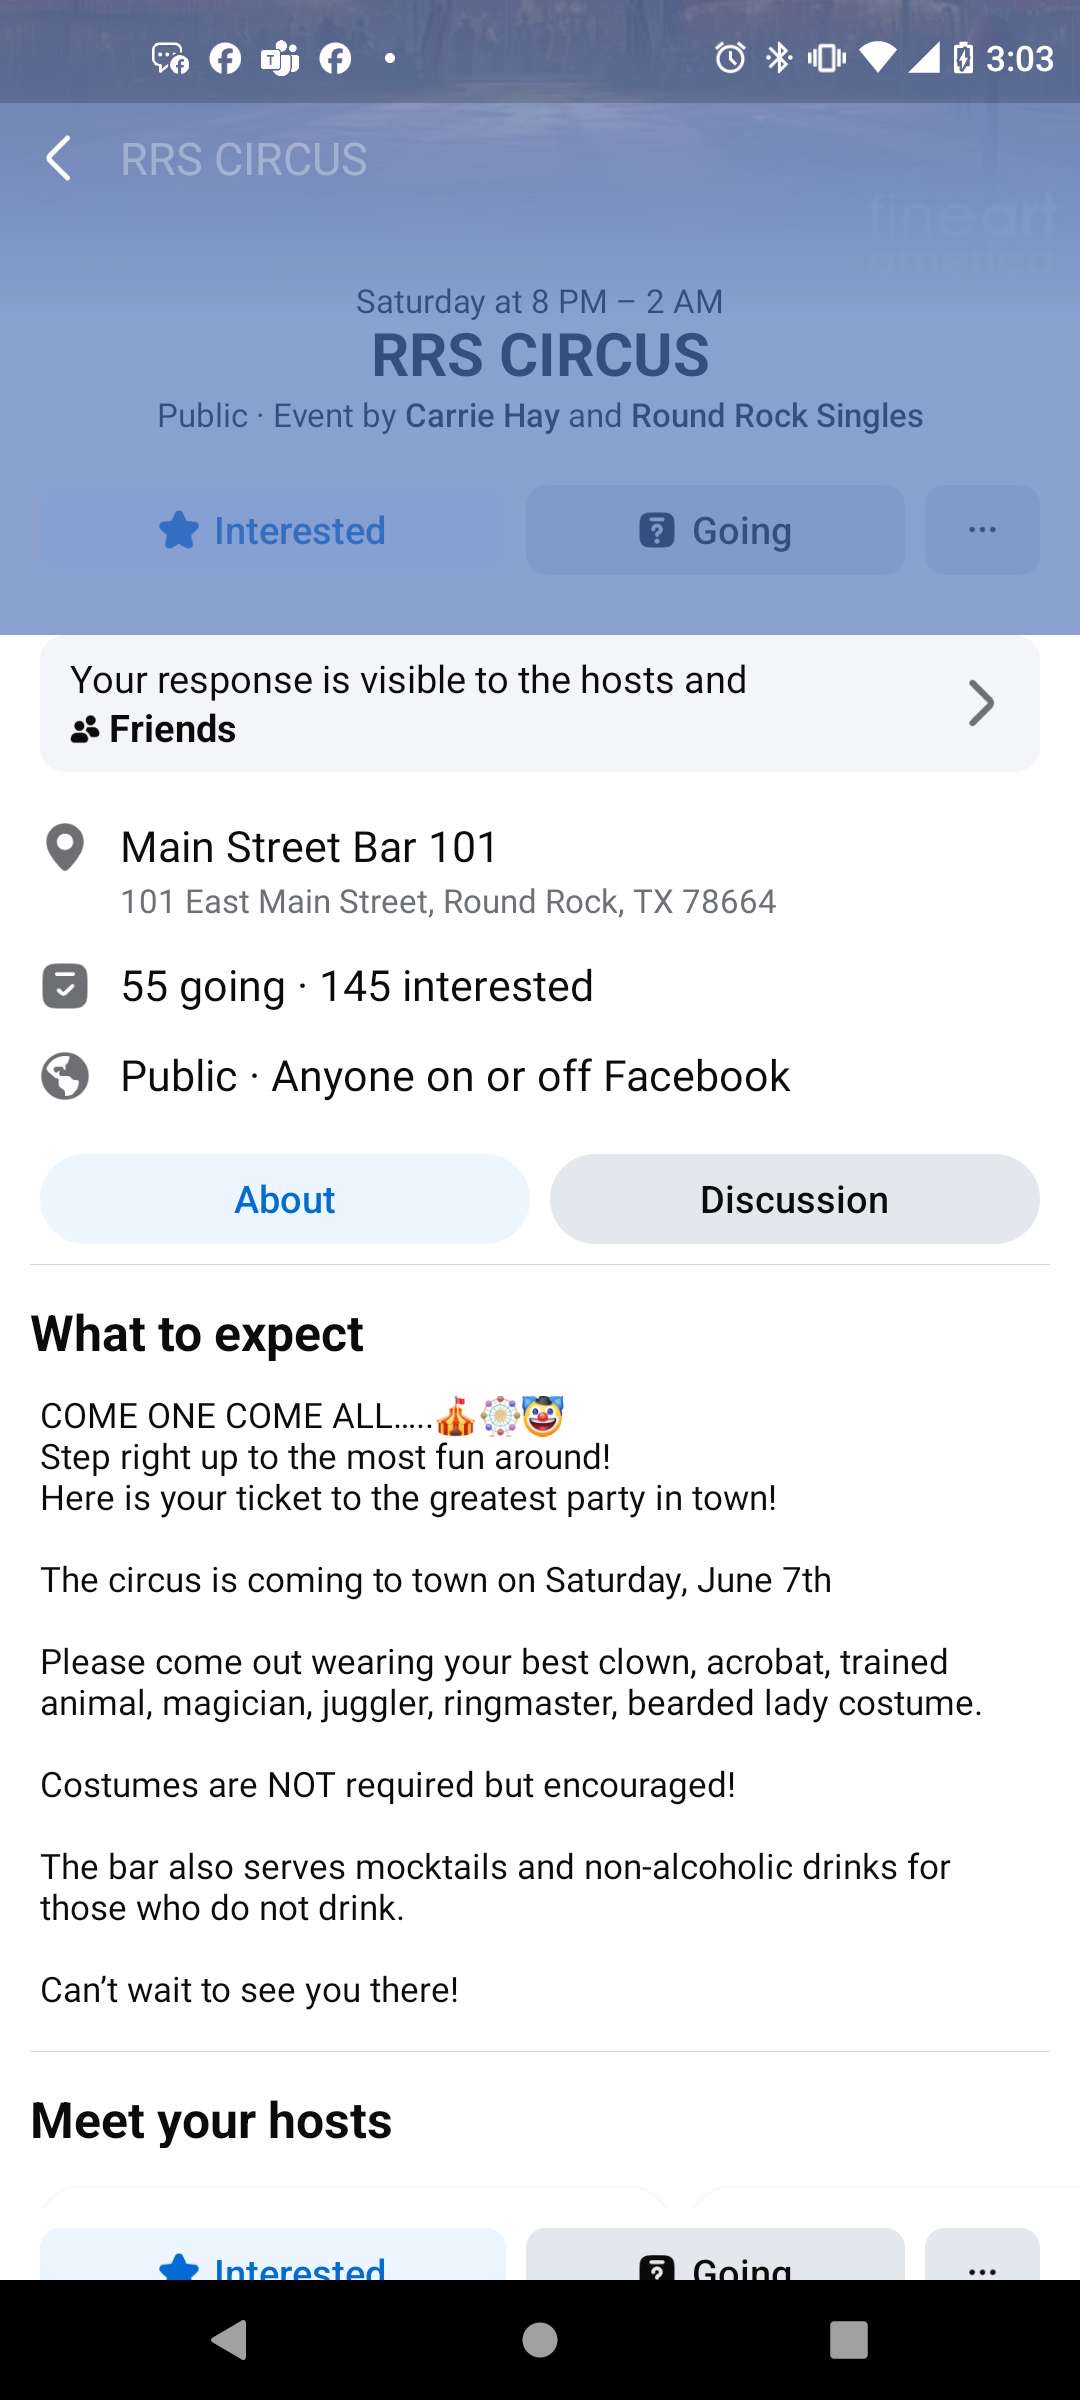 3:03
RRS CIRCUS
fineart
america
Saturday at 8 PM – 2 AM
RRS CIRCUS
Public · Event by Carrie Hay and Round Rock Singles
Interested
Going
Your response is visible to the hosts and
Friends
Main Street Bar 101
101 East Main Street, Round Rock, TX 78664
55 going · 145 interested
Public · Anyone on or off Facebook
About
Discussion
What to expect
COME ONE COME ALL.....🎪🎡🤡
Step right up to the most fun around!
Here is your ticket to the greatest party in town!
The circus is coming to town on Saturday, June 7th
Please come out wearing your best clown, acrobat, trained
animal, magician, juggler, ringmaster, bearded lady costume.
Costumes are NOT required but encouraged!
The bar also serves mocktails and non-alcoholic drinks for
those who do not drink.
Can’t wait to see you there!
Meet your hosts
Interested
Going